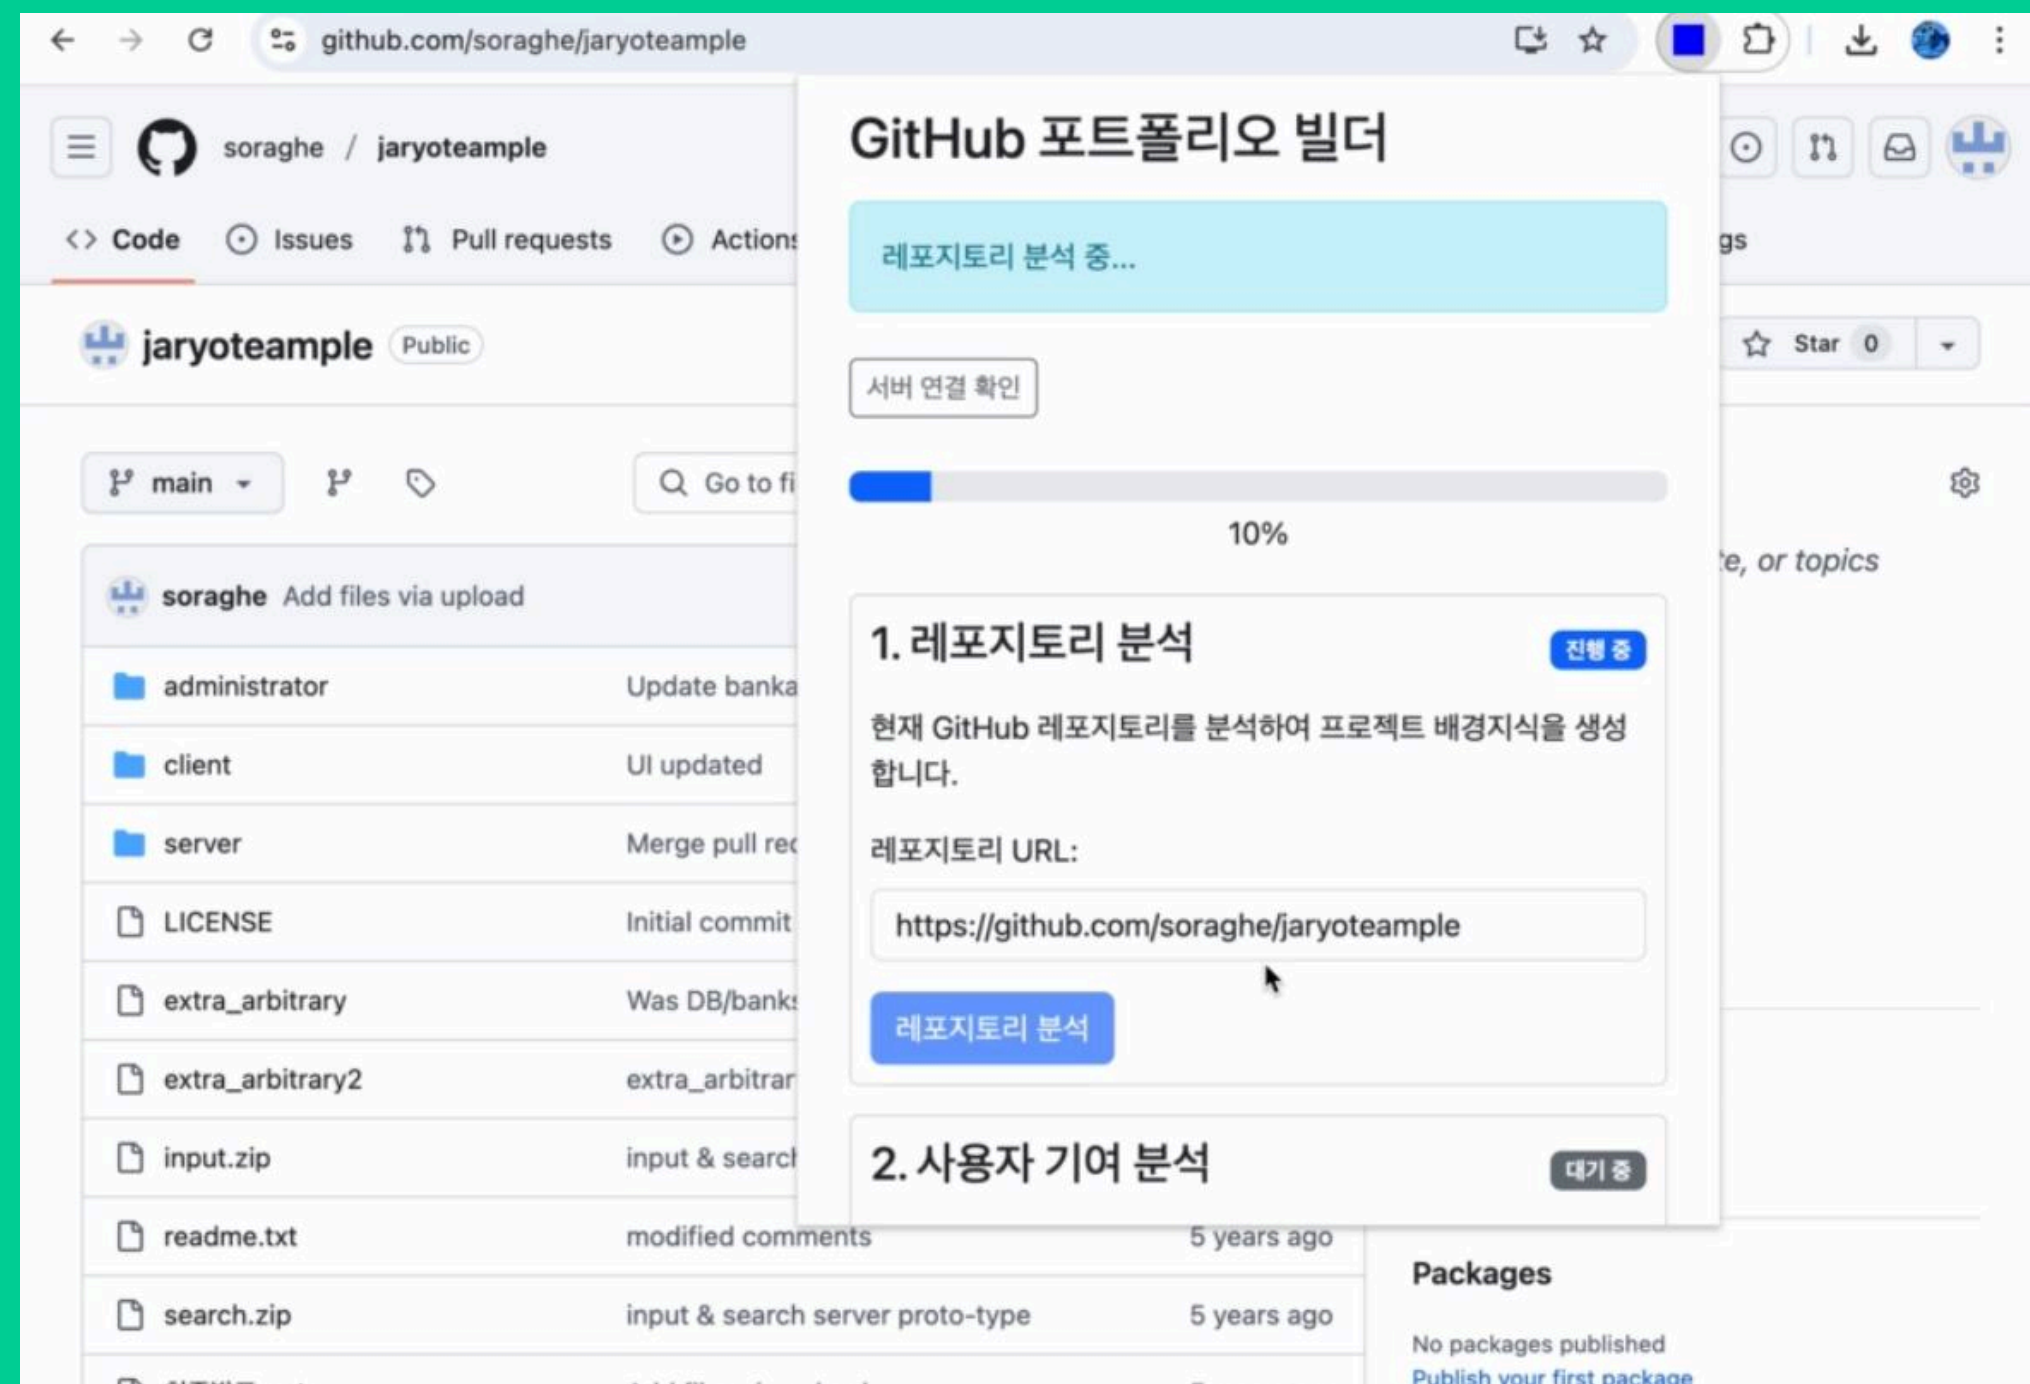 github.com/soraghe/jaryoteample
soraghe / jaryoteample
Code
Issues
Pull requests
Actions
gs
jaryoteample
Public
Star 0
main
Go to fi
soraghe Add files via upload
administrator
Update banka
client
UI updated
server
Merge pull rec
LICENSE
Initial commit
extra_arbitrary
Was DB/banks
extra_arbitrary2
extra_arbitrar
input.zip
input & search
readme.txt
modified comments
5 years ago
search.zip
input & search server proto-type
5 years ago
GitHub 포트폴리오 빌더
레포지토리 분석 중...
서버 연결 확인
10%
1. 레포지토리 분석
진행 중
현재 GitHub 레포지토리를 분석하여 프로젝트 배경지식을 생성
합니다.
레포지토리 URL:
https://github.com/soraghe/jaryoteample
레포지토리 분석
2. 사용자 기여 분석
대기 중
e, or topics
Packages
No packages published
Publish your first package